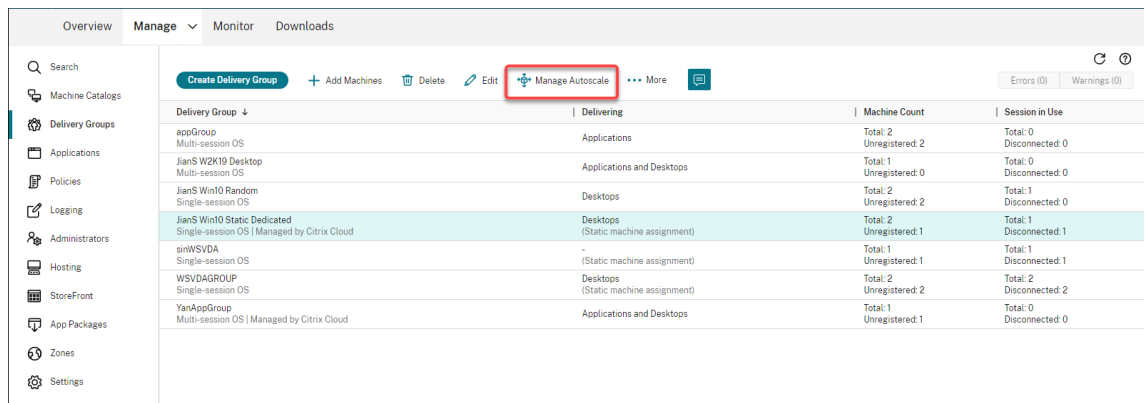 Overview Manage Monitor Downloads
Search
Machine Catalogs
Delivery Groups
Applications
Policies
Logging
Administrators
Hosting
StoreFront
App Packages
Zones
Settings
Create Delivery Group Add Machines Delete Edit Manage Autoscale More
Errors (0) Warnings (0)
Delivery Group Delivering Machine Count Session in Use
appGroup Applications Total: 2 Total: 0
Multi-session OS Unregistered: 2 Disconnected: 0
JianS W2K19 Desktop Applications and Desktops Total: 1 Total: 0
Multi-session OS Unregistered: 0 Disconnected: 0
JianS Win10 Random Desktops Total: 2 Total: 1
Single-session OS Unregistered: 2 Disconnected: 0
JianS Win10 Static Dedicated Desktops Total: 2 Total: 1
Single-session OS | Managed by Citrix Cloud (Static machine assignment) Unregistered: 1 Disconnected: 1
sinWSVDA - Total: 1 Total: 1
Single-session OS (Static machine assignment) Unregistered: 1 Disconnected: 1
WSVDAGROUP Desktops Total: 2 Total: 2
Single-session OS (Static machine assignment) Unregistered: 2 Disconnected: 2
YanAppGroup Applications and Desktops Total: 1 Total: 0
Multi-session OS | Managed by Citrix Cloud Unregistered: 1 Disconnected: 0